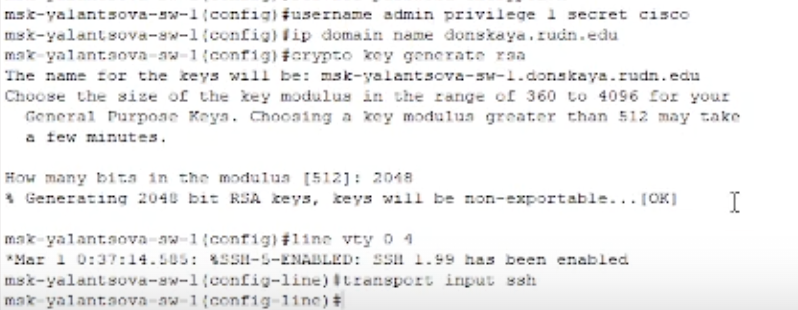 msk-yalantsova-sw-1(config)#username admin privilege 1 secret cisco
msk-yalantsova-sw-1(config)#ip domain name donskaya.rudn.edu
msk-yalantsova-sw-1(config)#crypto key generate rsa
The name for the keys will be: msk-yalantsova-sw-1.donskaya.rudn.edu
Choose the size of the key modulus in the range of 360 to 4096 for your
General Purpose Keys. Choosing a key modulus greater than 512 may take
a few minutes.
How many bits in the modulus [512]: 2048
% Generating 2048 bit RSA keys, keys will be non-exportable...[OK]
msk-yalantsova-sw-1(config)#line vty 0 4
*Mar 1 0:37:14.585: %SSH-5-ENABLED: SSH 1.99 has been enabled
msk-yalantsova-sw-1(config-line)#transport input ssh
msk-yalantsova-sw-1(config-line)#